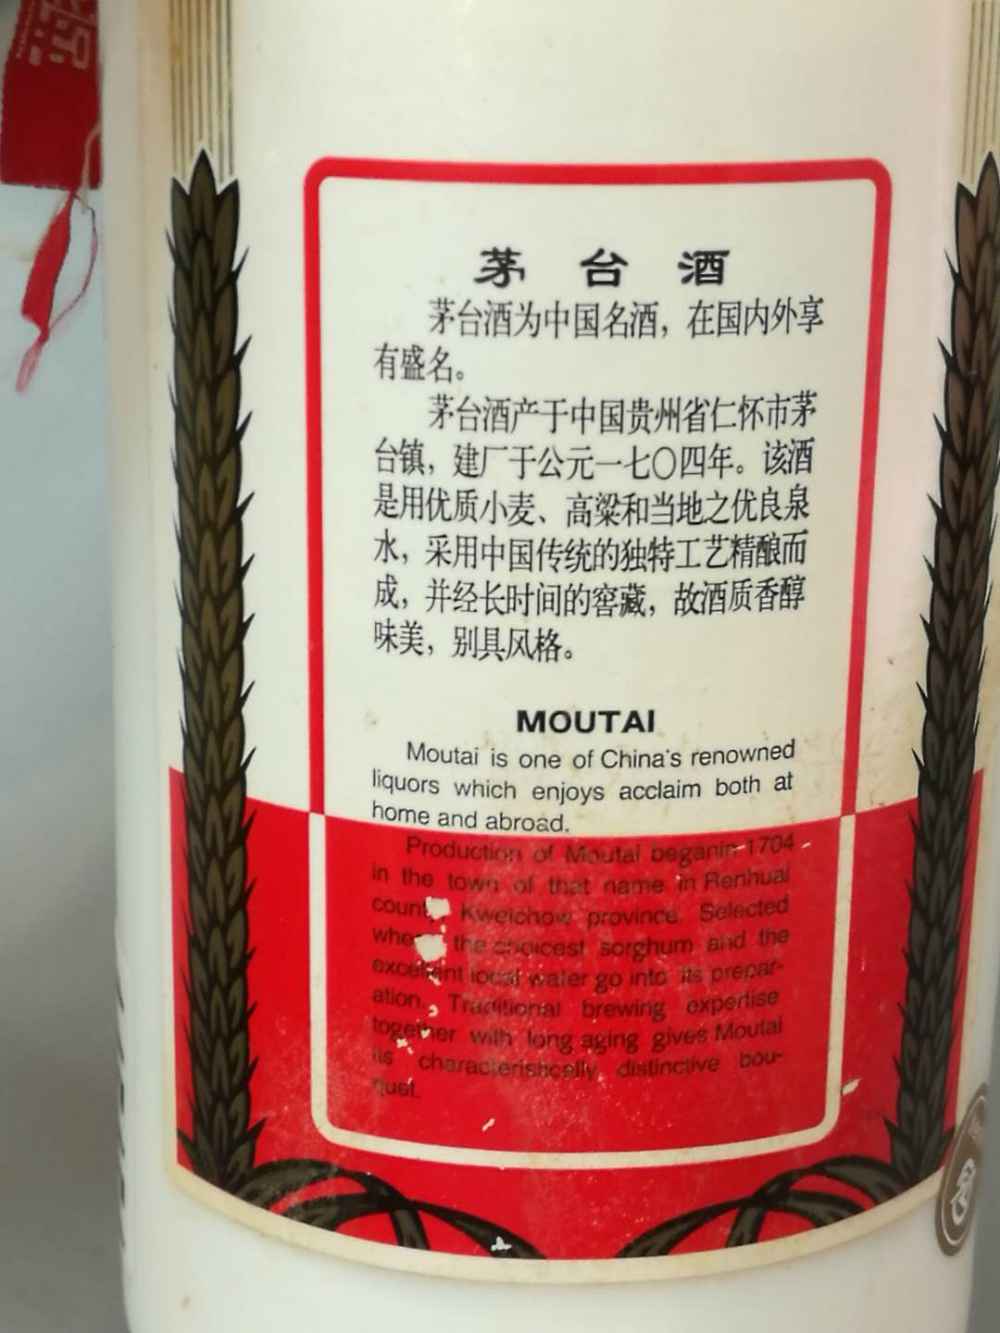 茅台酒
茅台酒为中国名酒，在国内外享
有盛名。
茅台酒产于中国贵州省仁怀市茅
台镇，建厂于公元一七〇四年。该酒
是用优质小麦、高粱和当地之优良泉
水，采用中国传统的独特工艺精酿而
成，并经长时间的窖藏，故酒质香醇
味美，别具风格。
MOUTAI
Moutai is one of China's renowned
liquors which enjoys acclaim both at
home and abroad.
Production of Moutai began in 1704
in the town of that name in Renhuai
Kweichow province. Selected
the choicest sorghum and the
local water go into its prepar-
ation. Traditional brewing expertise
together with long aging gives Moutai
its characteristically distinctive bou-
quet.